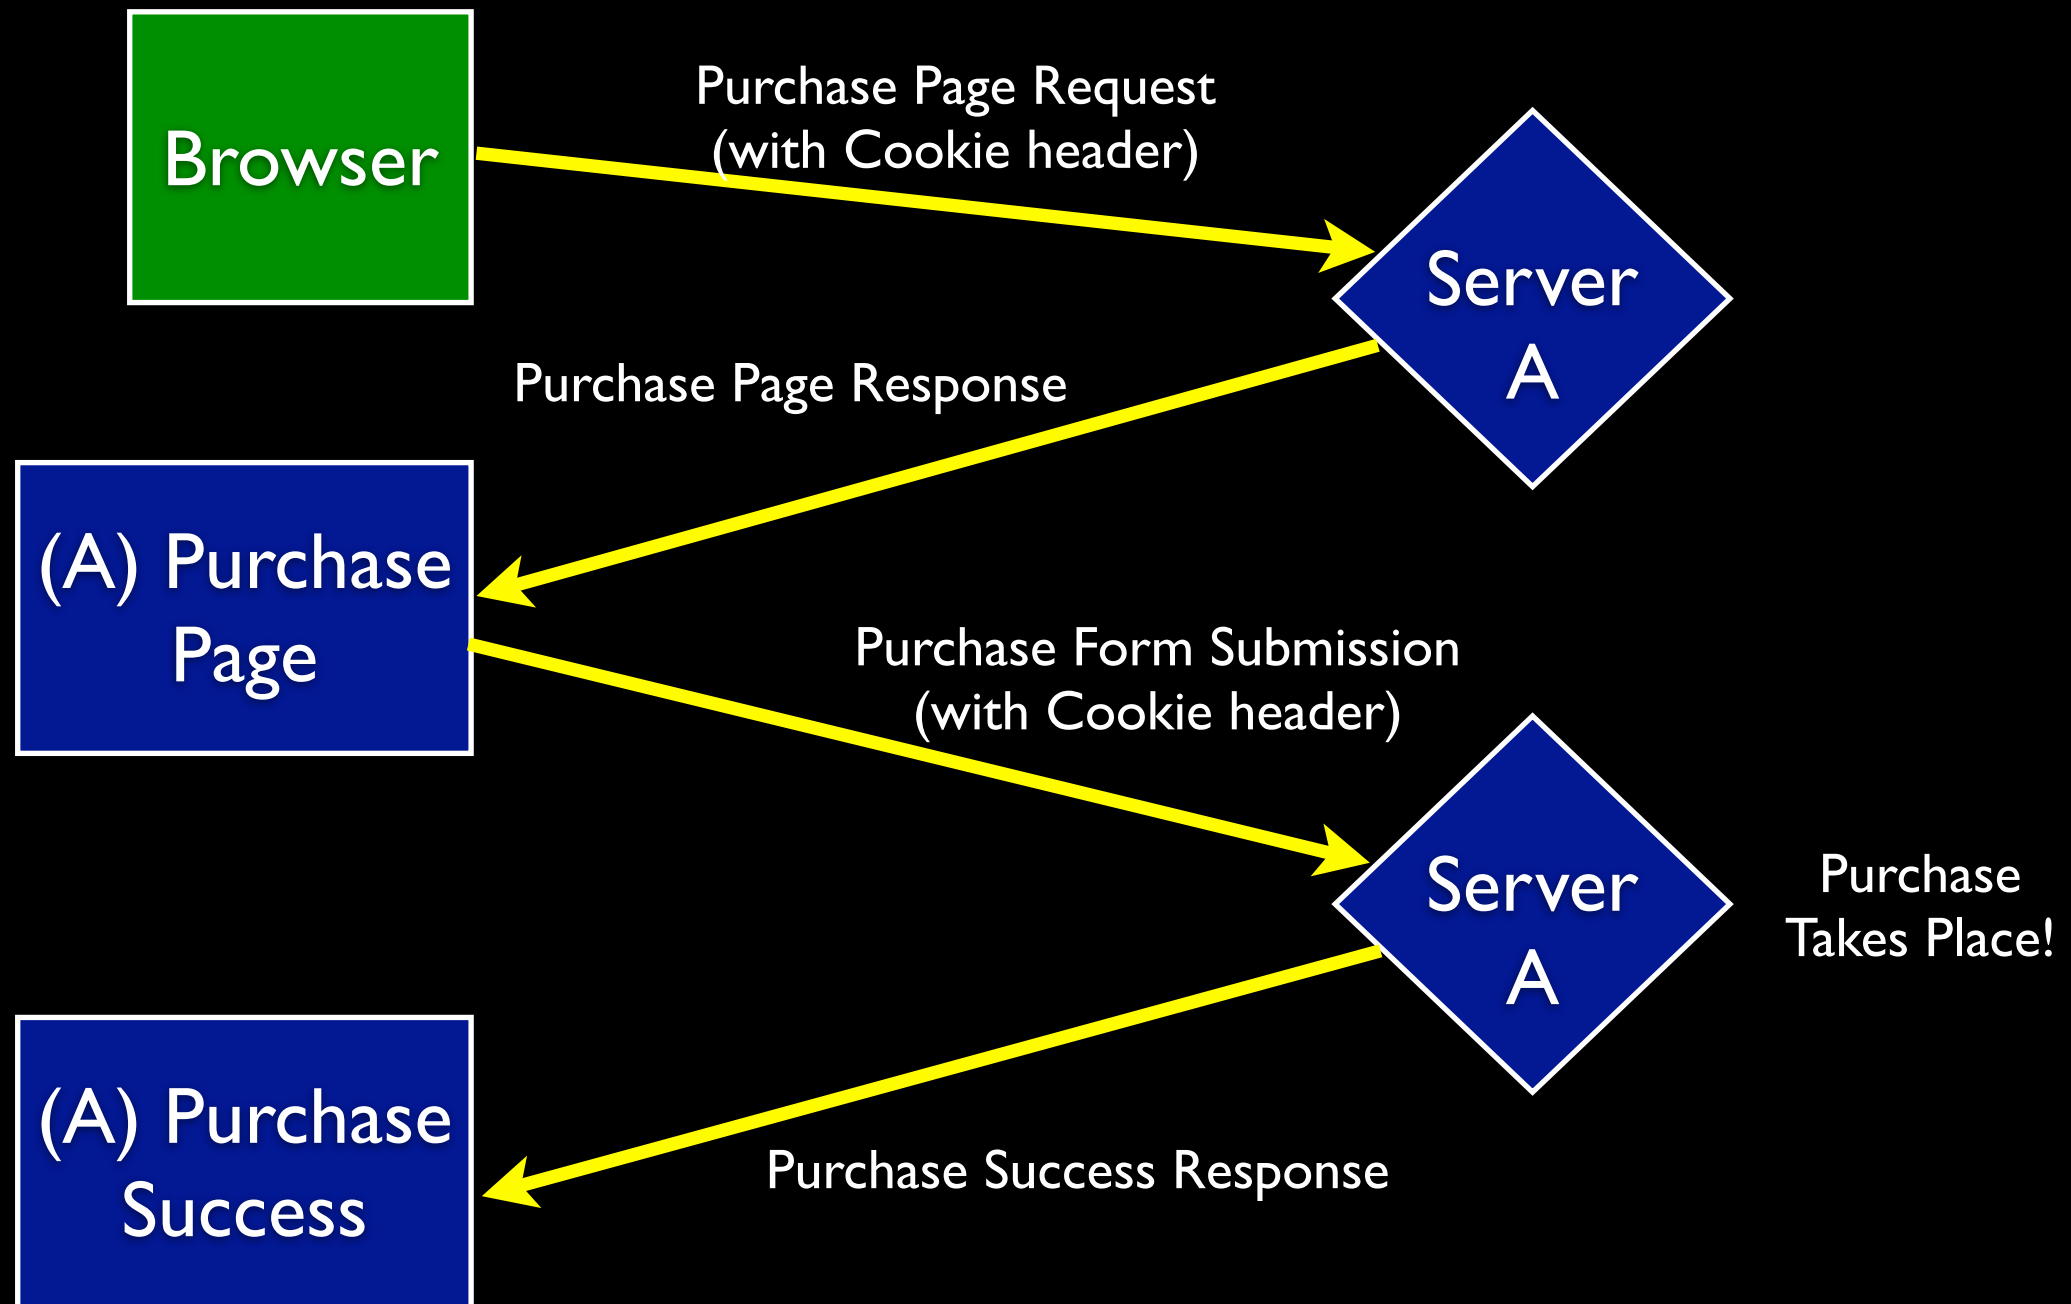 Browser
Purchase Page Request
(with Cookie header)
Server
A
Purchase Page Response
(A) Purchase
Page
Purchase Form Submission
(with Cookie header)
Server
A
Purchase
Takes Place!
(A) Purchase
Success
Purchase Success Response